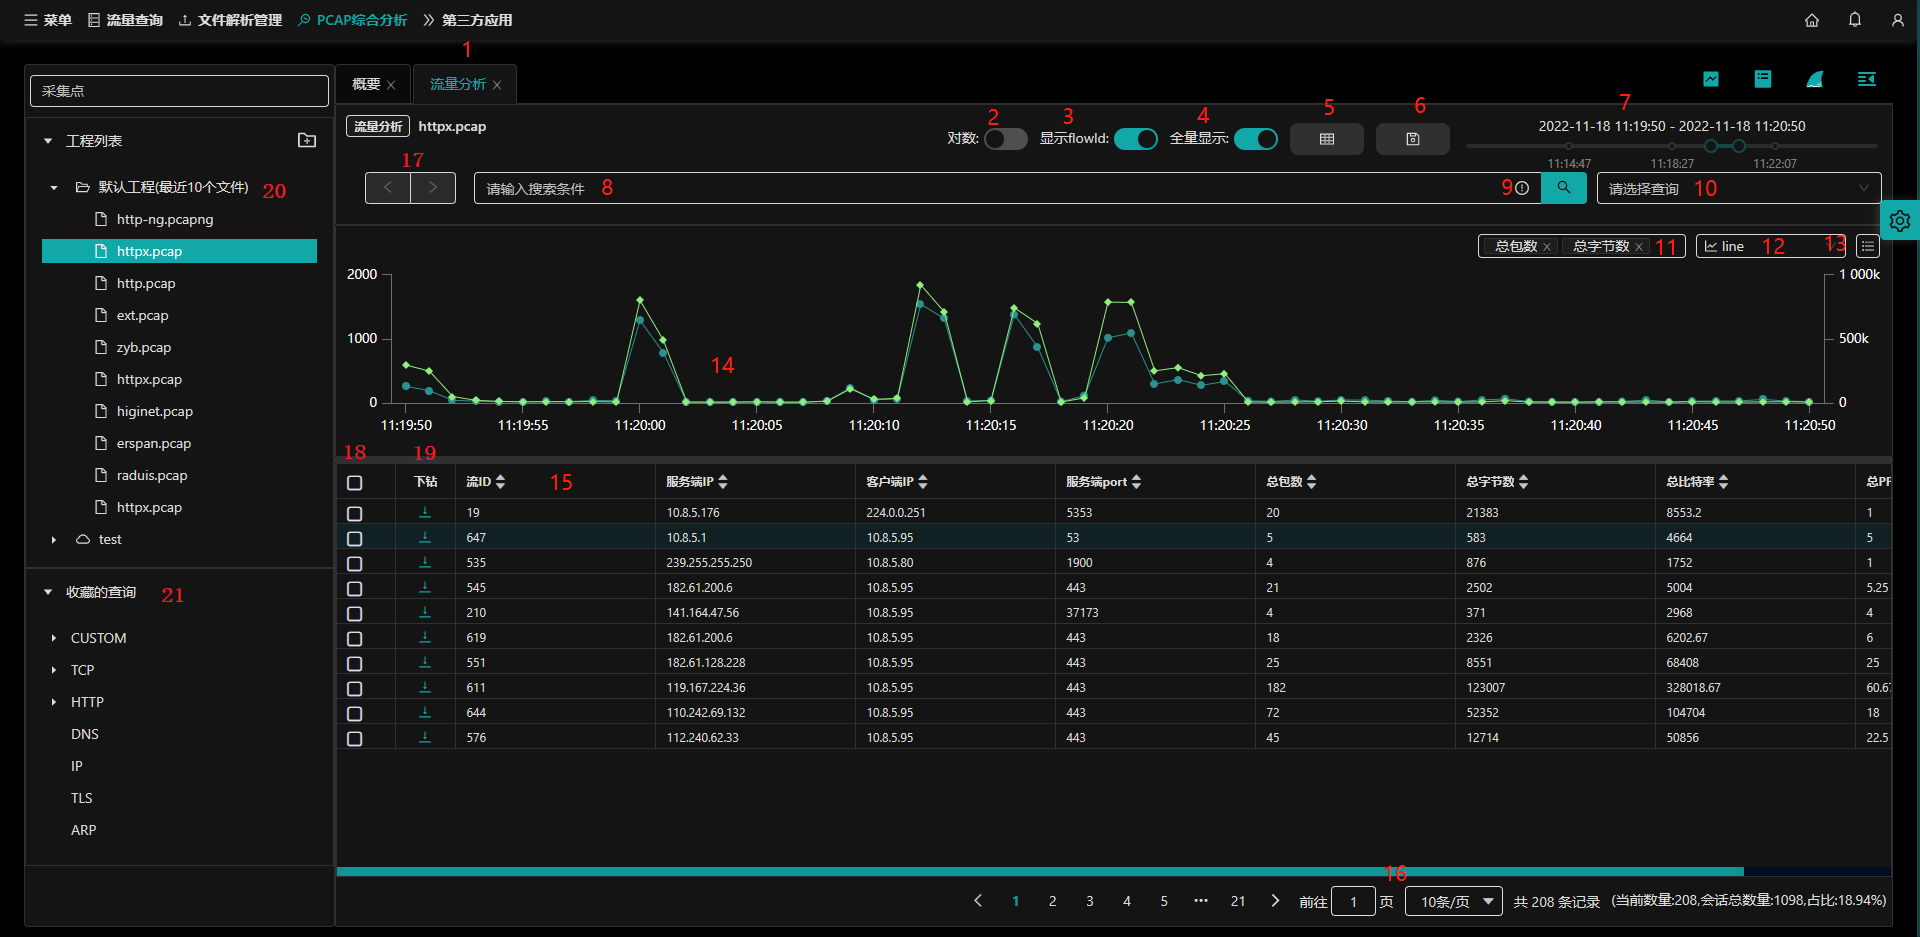 菜单 流量查询 文件解析管理 PCAP综合分析 第三方应用
1
采集点
工程列表
默认工程(最近10个文件) 20
http-ng.pcapng
httpx.pcap
http.pcap
ext.pcap
zyb.pcap
httpx.pcap
higinet.pcap
erspan.pcap
raduis.pcap
httpx.pcap
test
收藏的查询 21
CUSTOM
TCP
HTTP
DNS
IP
TLS
ARP
概要 流量分析
流量分析 httpx.pcap
2 3 4 5 6 7
对数: 显示flowId: 全量显示:
2022-11-18 11:19:50 - 2022-11-18 11:20:50
11:14:47 11:18:27 11:22:07
17
请输入搜索条件 8 9 请选择查询 10
总包数 总字节数 11 line 12 13
2000 1 000k
1000 500k
14
0 0
11:19:50 11:19:55 11:20:00 11:20:05 11:20:10 11:20:15 11:20:20 11:20:25 11:20:30 11:20:35 11:20:40 11:20:45 11:20:50
18 19
下钻 流ID 15 服务端IP 客户端IP 服务端port 总包数 总字节数 总比特率 总PF
19 10.8.5.176 224.0.0.251 5353 20 21383 8553.2 1
647 10.8.5.1 10.8.5.95 53 5 583 4664 5
535 239.255.255.250 10.8.5.80 1900 4 876 1752 1
545 182.61.200.6 10.8.5.95 443 21 2502 5004 5.25
210 141.164.47.56 10.8.5.95 37173 4 371 2968 4
619 182.61.200.6 10.8.5.95 443 18 2326 6202.67 6
551 182.61.128.228 10.8.5.95 443 25 8551 68408 25
611 119.167.224.36 10.8.5.95 443 182 123007 328018.67 60.67
644 110.242.69.132 10.8.5.95 443 72 52352 104704 18
576 112.240.62.33 10.8.5.95 443 45 12714 50856 22.5
16
1 2 3 4 5 ••• 21 前往 1 页 10条/页 共 208 条记录 (当前数量:208,会话总数量:1098,占比:18.94%)